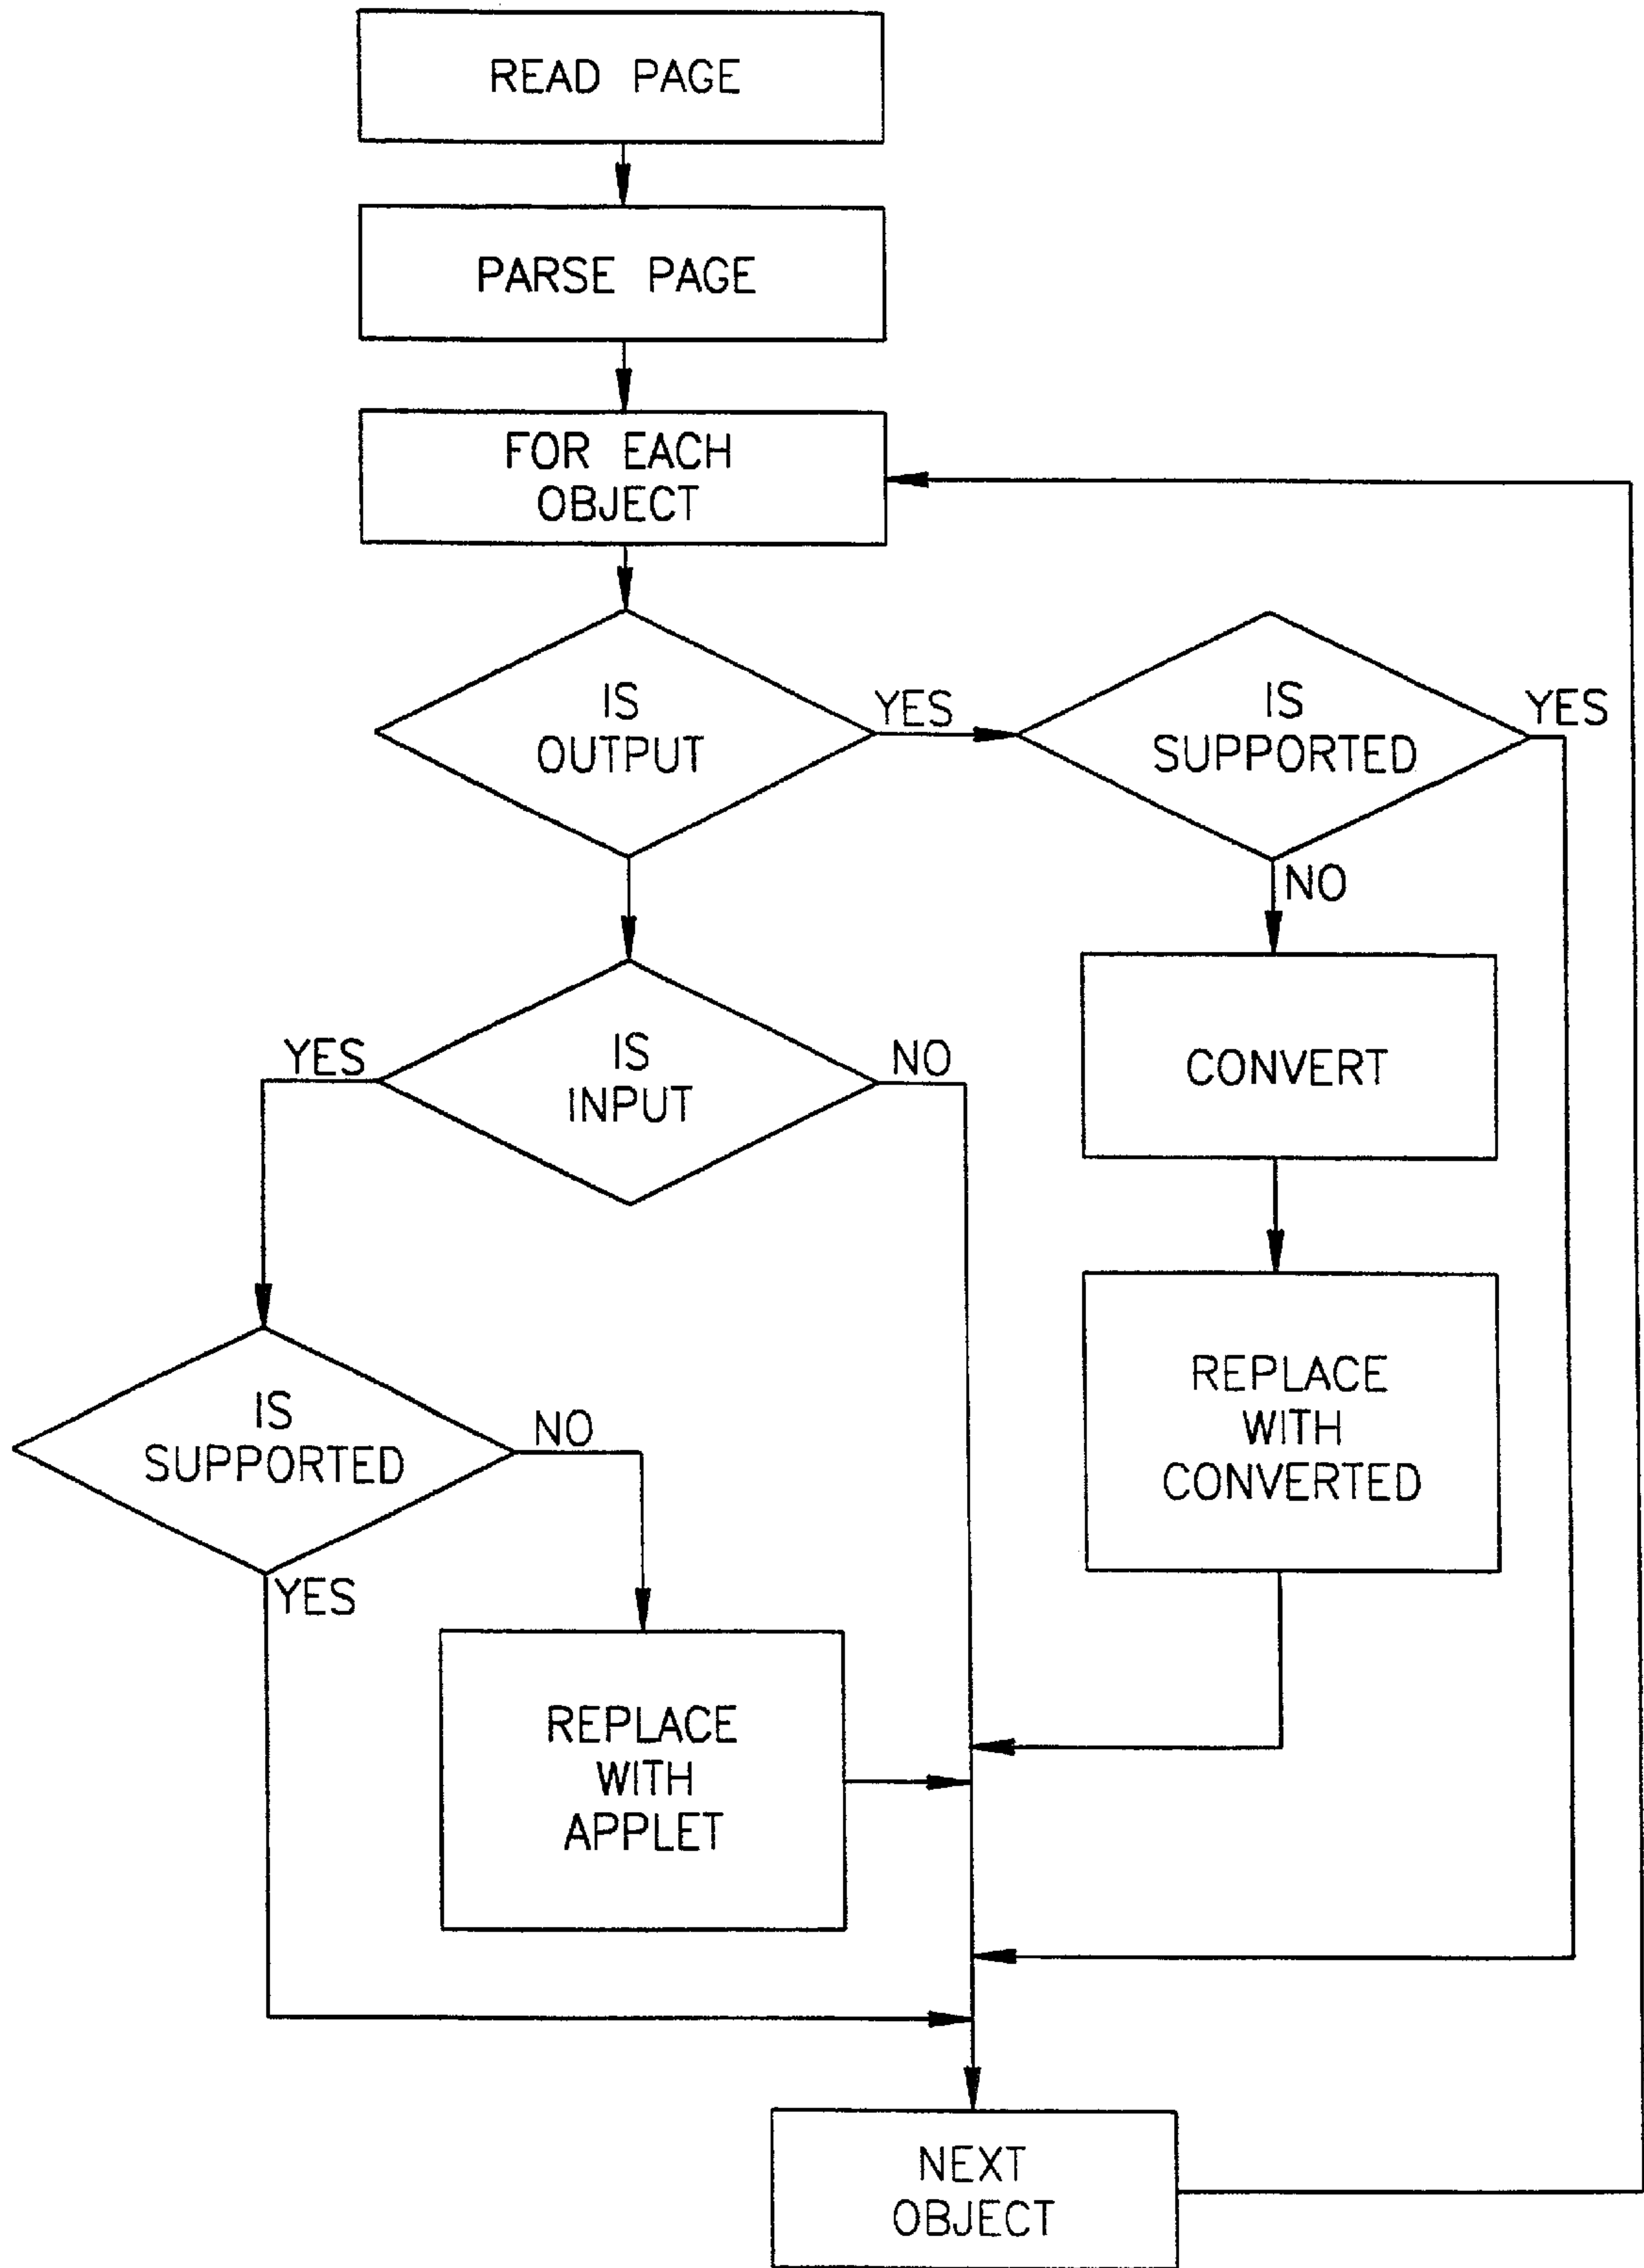 READ PAGE
PARSE PAGE
FOR EACH
OBJECT
IS
OUTPUT
YES
IS
SUPPORTED
YES
NO
YES
IS
INPUT
NO
CONVERT
REPLACE
WITH
CONVERTED
IS
SUPPORTED
NO
YES
REPLACE
WITH
APPLET
NEXT
OBJECT